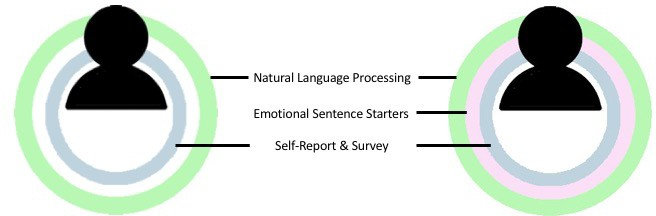 Natural Language Processing
Emotional Sentence Starters
Self-Report & Survey